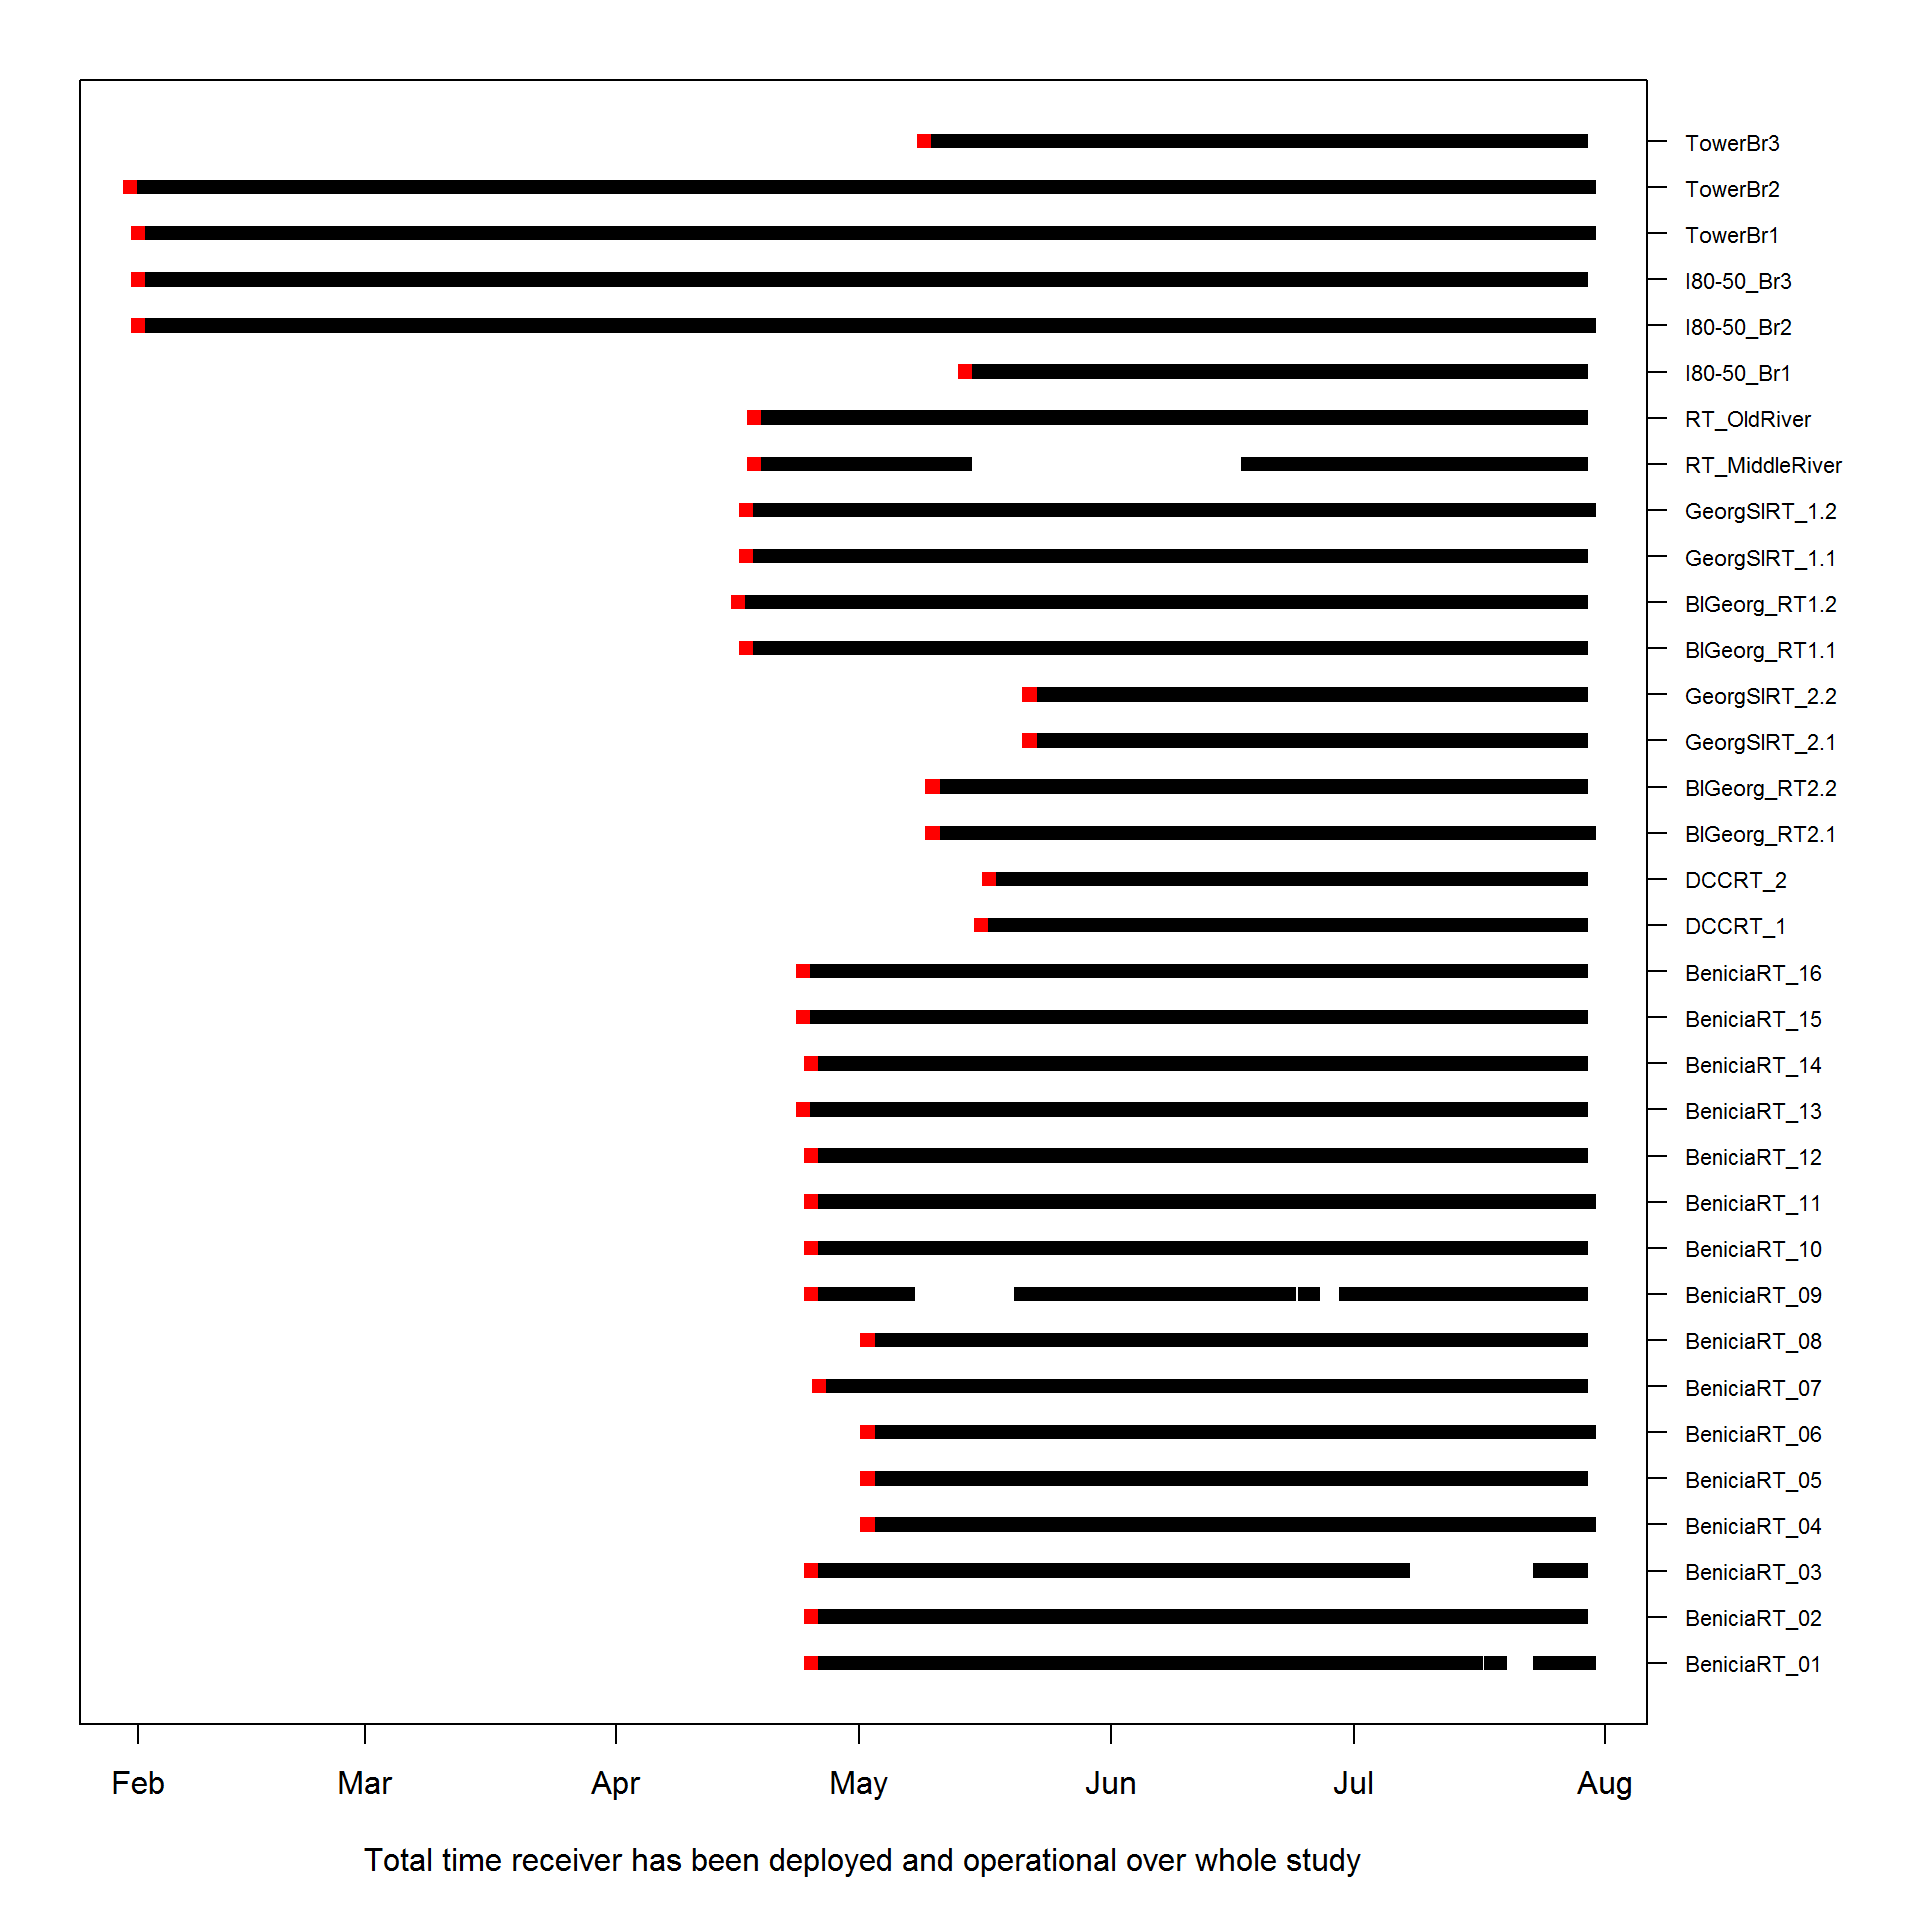 TowerBr3
TowerBr2
TowerBr1
I80-50_Br3
I80-50_Br2
I80-50_Br1
RT_OldRiver
RT_MiddleRiver
GeorgSlRT_1.2
GeorgSlRT_1.1
BlGeorg_RT1.2
BlGeorg_RT1.1
GeorgSlRT_2.2
GeorgSlRT_2.1
BlGeorg_RT2.2
BlGeorg_RT2.1
DCCRT_2
DCCRT_1
BeniciaRT_16
BeniciaRT_15
BeniciaRT_14
BeniciaRT_13
BeniciaRT_12
BeniciaRT_11
BeniciaRT_10
BeniciaRT_09
BeniciaRT_08
BeniciaRT_07
BeniciaRT_06
BeniciaRT_05
BeniciaRT_04
BeniciaRT_03
BeniciaRT_02
BeniciaRT_01
Feb Mar Apr May Jun Jul Aug
Total time receiver has been deployed and operational over whole study